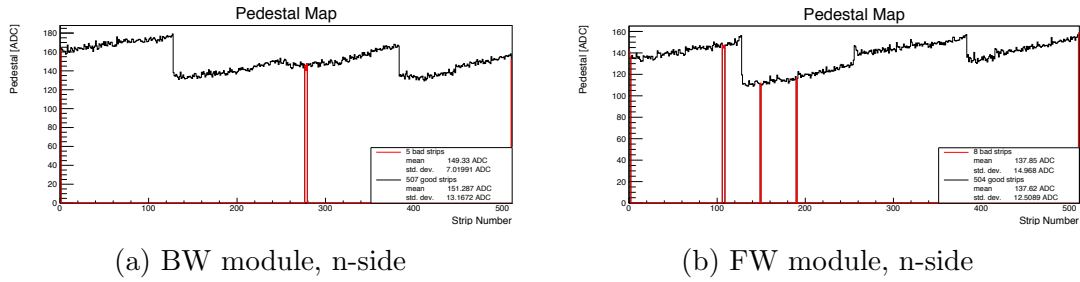 Pedestal Map
Pedestal [ADC]
180
160
140
120
100
80
60
40
20
0
0 100 200 300 400 500
Strip Number
5 bad strips
mean 149.33 ADC
std. dev. 7.01991 ADC
507 good strips
mean 151.287 ADC
std. dev. 13.1672 ADC
(a) BW module, n-side
Pedestal Map
Pedestal [ADC]
160
140
120
100
80
60
40
20
0
0 100 200 300 400 500
Strip Number
8 bad strips
mean 137.85 ADC
std. dev. 14.968 ADC
504 good strips
mean 137.62 ADC
std. dev. 12.5089 ADC
(b) FW module, n-side